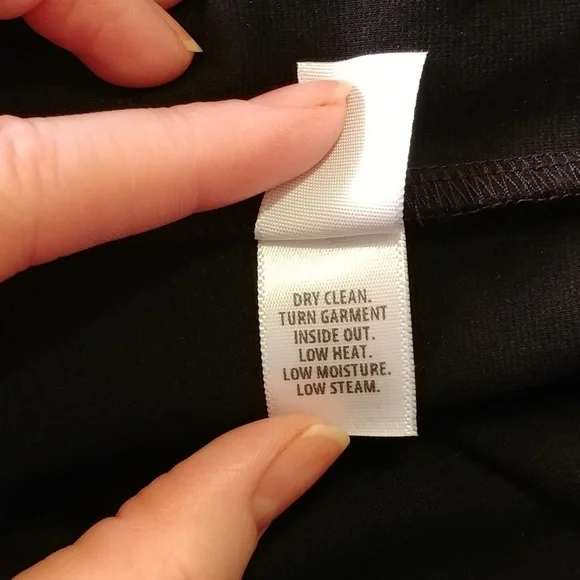 DRY CLEAN.
TURN GARMENT
INSIDE OUT.
LOW HEAT.
LOW MOISTURE.
LOW STEAM.